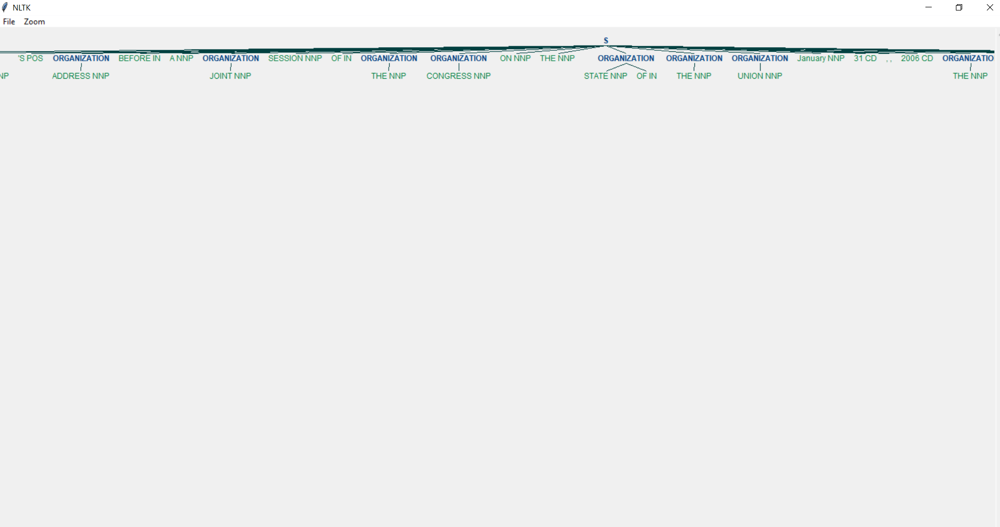 NLTK
File Zoom
S
'S POS ORGANIZATION BEFORE IN A NNP ORGANIZATION SESSION NNP OF IN ORGANIZATION ORGANIZATION ON NNP THE NNP ORGANIZATION ORGANIZATION ORGANIZATION January NNP 31 CD , , 2006 CD ORGANIZATIO
NP ADDRESS NNP JOINT NNP THE NNP CONGRESS NNP STATE NNP OF IN THE NNP UNION NNP THE NNP